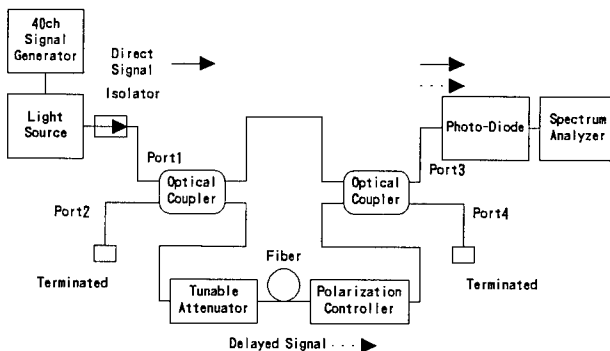 40ch
Signal
Generator
Direct
Signal
Isolator
Light
Source
Photo-Diode
Spectrum
Analyzer
Port1
Port3
Optical
Coupler
Optical
Coupler
Port2
Port4
Fiber
Terminated
Tunable
Attenuator
Polarization
Controller
Terminated
Delayed Signal